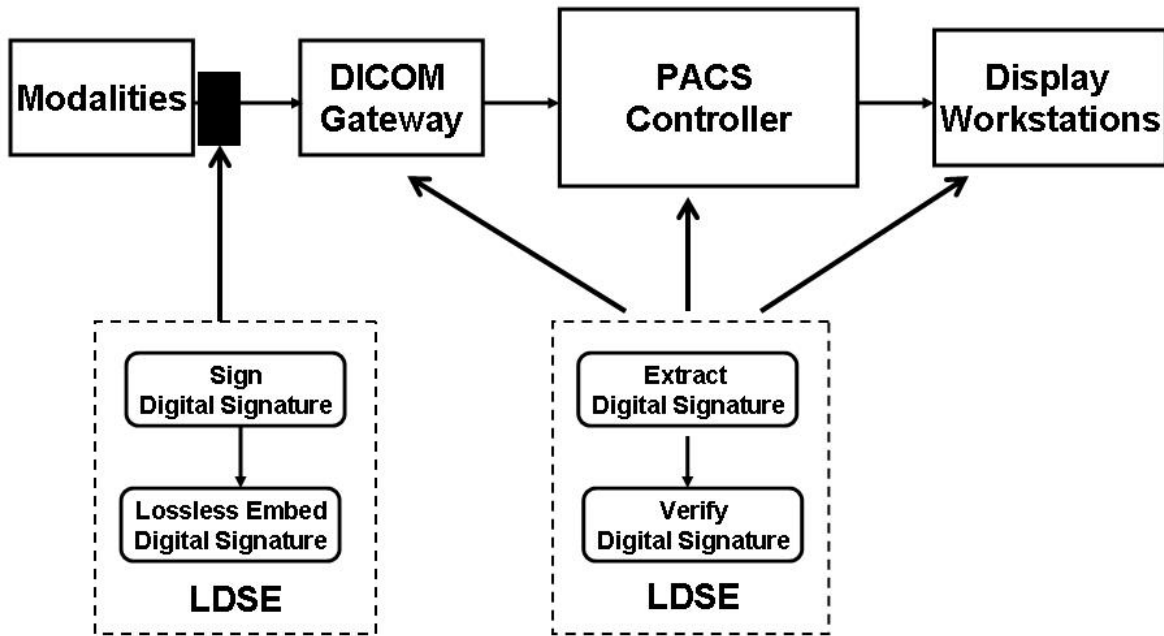 Modalities
DICOM
Gateway
PACS
Controller
Display
Workstations
Sign
Digital Signature
Lossless Embed
Digital Signature
LDSE
Extract
Digital Signature
Verify
Digital Signature
LDSE